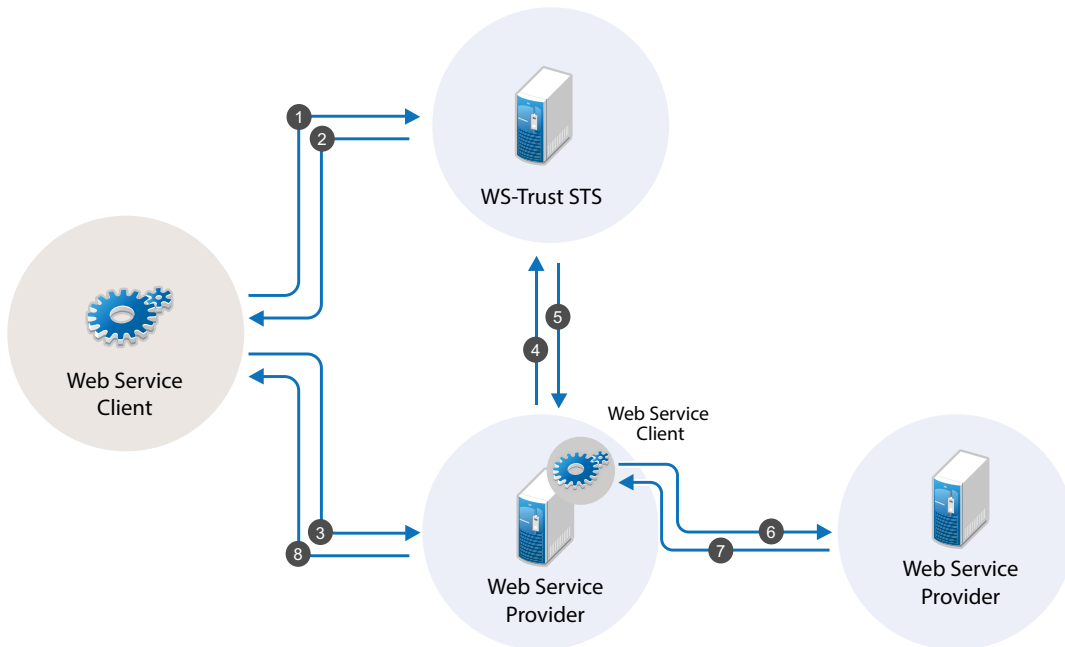 1
2
WS-Trust STS
Web Service
Client
5
4
Web Service
Client
3
8
6
7
Web Service
Provider
Web Service
Provider